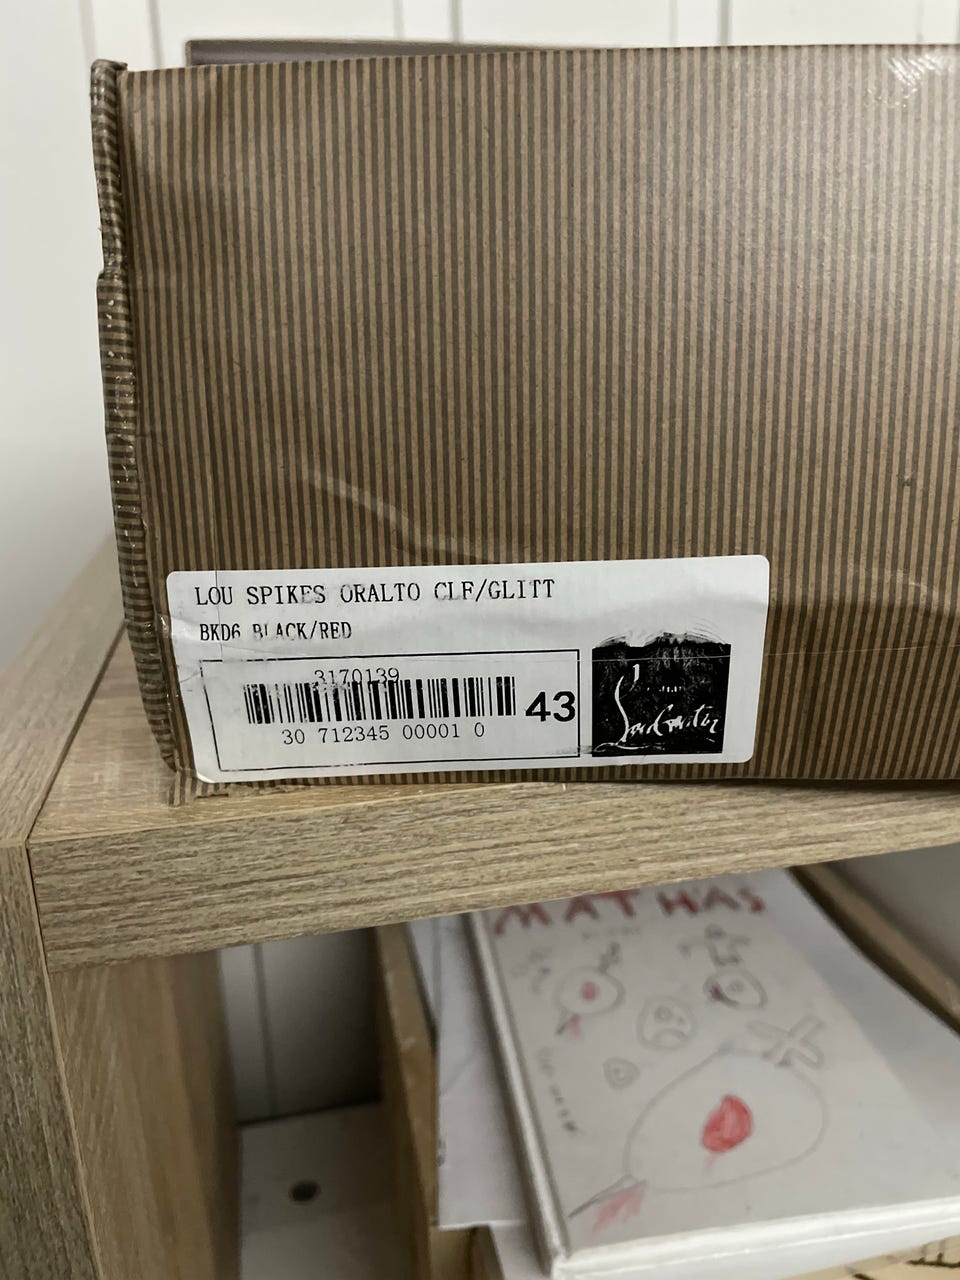 LOU SPIKES ORALTO CLF/GLITT
BKD6 BLACK/RED
3170139
43
30 712345 00001 0
MATHAS